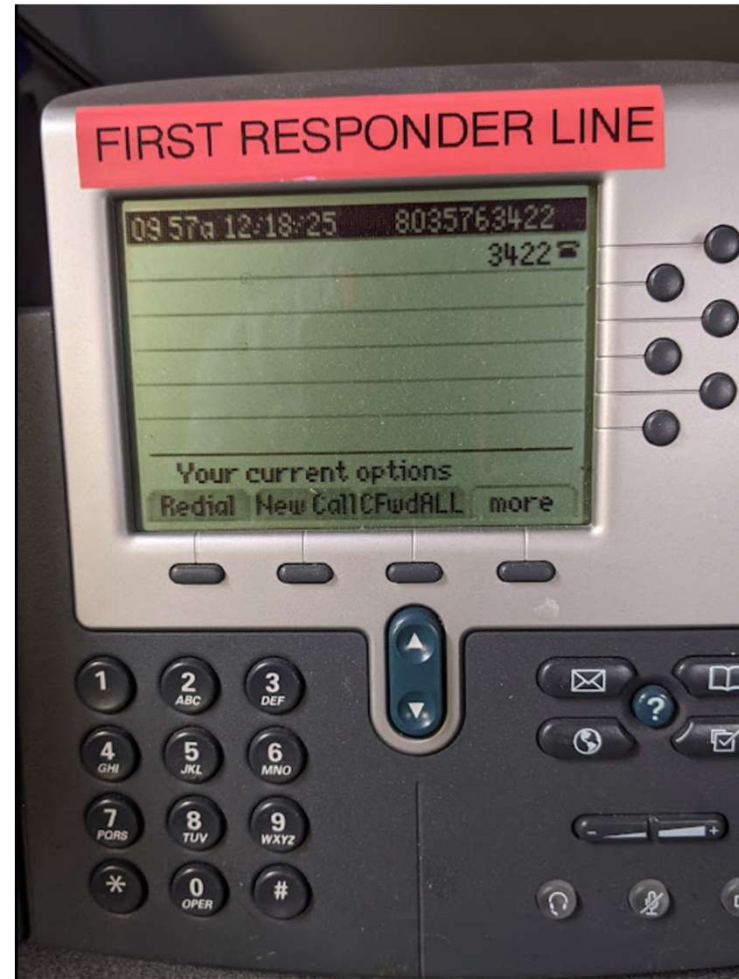 FIRST RESPONDER LINE
09:57a 12/18/25 8035763422
3422
Your current options
Redial New Call CFwdALL more
1 2 ABC 3 DEF
4 GHI 5 JKL 6 MNO
7 PQRS 8 TUV 9 WXYZ
* 0 OPER #
?
- +